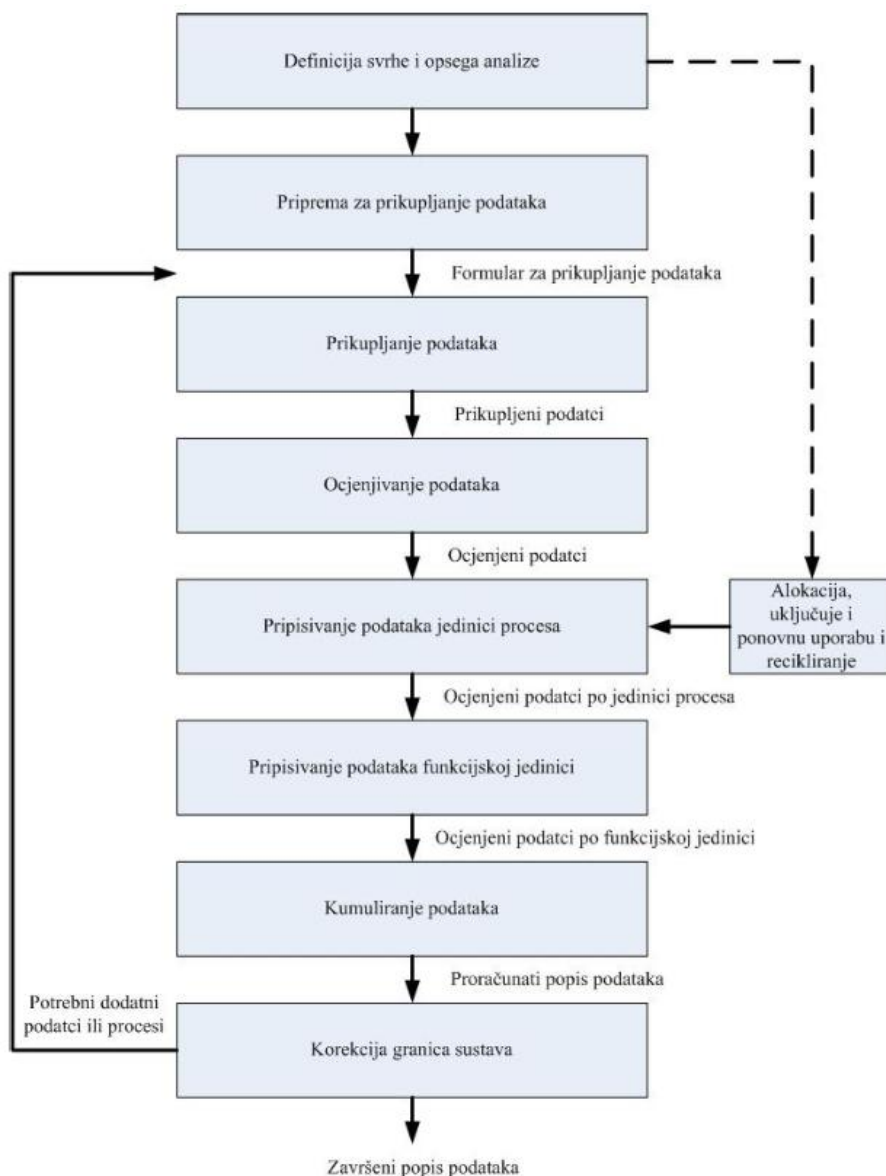 Definicija svrhe i opsega analize
Priprema za prikupljanje podataka
Formular za prikupljanje podataka
Prikupljanje podataka
Prikupljeni podatci
Ocjenjivanje podataka
Ocjenjeni podatci
Pripisivanje podataka jedinici procesa
Alokacija,
uključuje i
ponovnu uporabu i
recikliranje
Ocjenjeni podatci po jedinici procesa
Pripisivanje podataka funkcijskoj jedinici
Ocjenjeni podatci po funkcijskoj jedinici
Kumuliranje podataka
Proračunati popis podataka
Potrebni dodatni
podatci ili procesi
Korekcija granica sustava
Završeni popis podataka